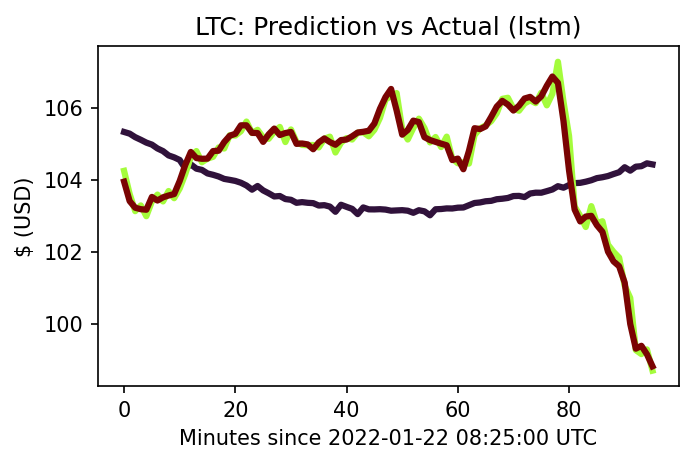 LTC: Prediction vs Actual (lstm)
106
104
102
100
$ (USD)
0 20 40 60 80
Minutes since 2022-01-22 08:25:00 UTC